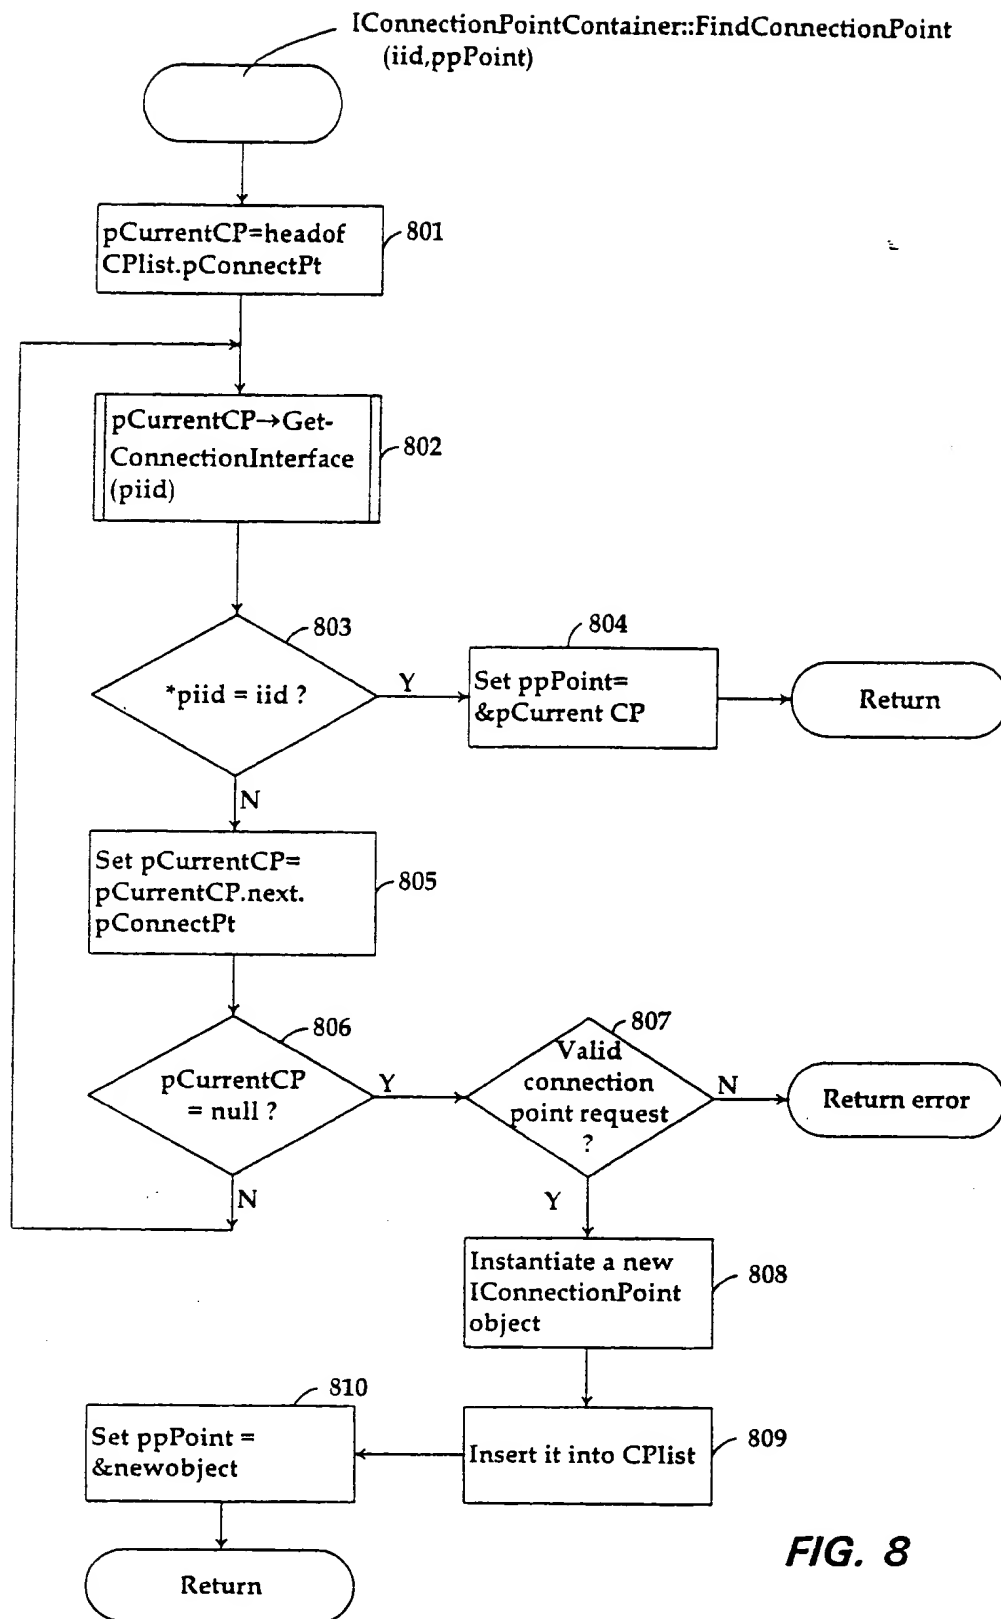 IConnectionPointContainer::FindConnectionPoint
(iid,ppPoint)
pCurrentCP=headof
CPlist.pConnectPt
801
pCurrentCP→Get-
ConnectionInterface
(piid)
802
803
*piid = iid ?
Y
804
Set ppPoint=
&pCurrent CP
Return
N
Set pCurrentCP=
pCurrentCP.next.
pConnectPt
805
806
pCurrentCP
= null ?
Y
807
Valid
connection
point request
?
N
Return error
N
Y
Instantiate a new
IConnectionPoint
object
808
810
Set ppPoint =
&newobject
Insert it into CPlist
809
Return
FIG. 8